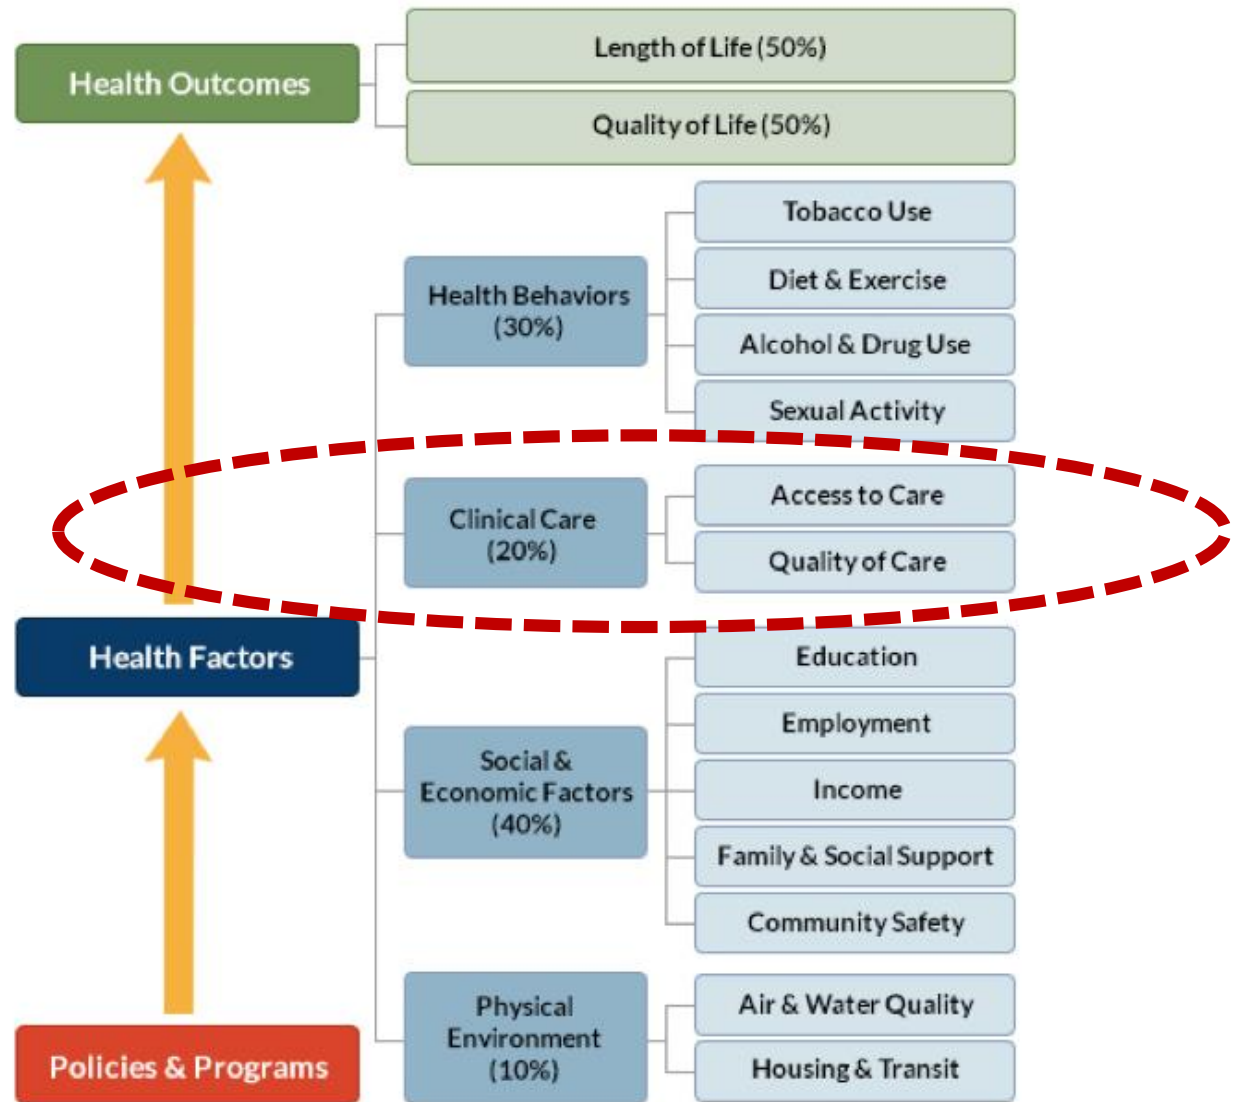 Health Outcomes
Length of Life (50%)
Quality of Life (50%)
Health Factors
Health Behaviors
(30%)
Tobacco Use
Diet & Exercise
Alcohol & Drug Use
Sexual Activity
Clinical Care
(20%)
Access to Care
Quality of Care
Social &
Economic Factors
(40%)
Education
Employment
Income
Family & Social Support
Community Safety
Physical
Environment
(10%)
Air & Water Quality
Housing & Transit
Policies & Programs